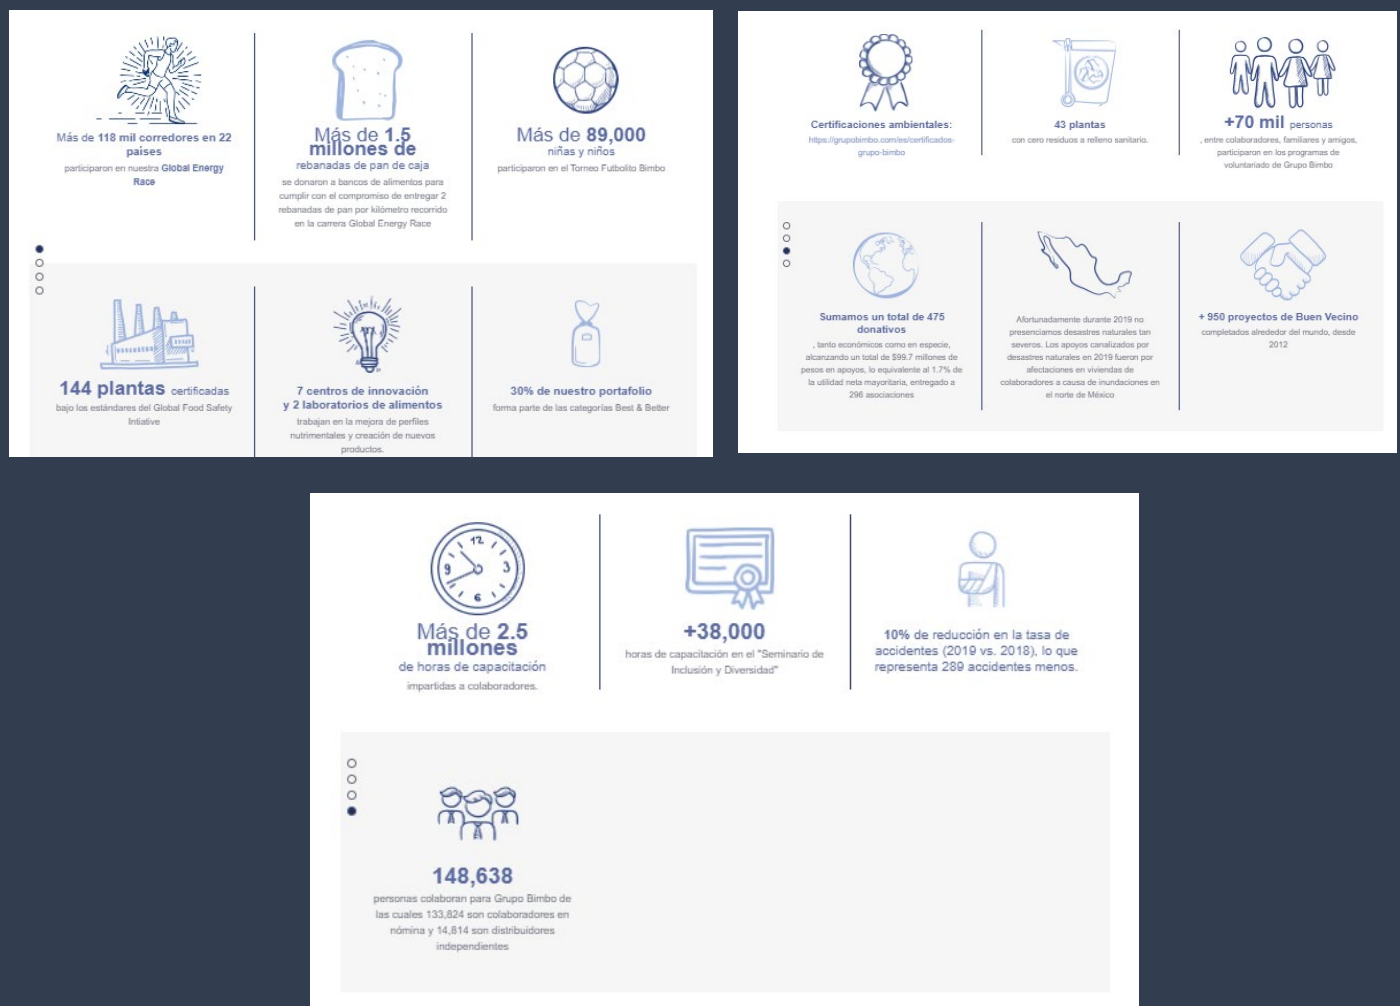 Más de 118 mil corredores en 22
países
participaron en nuestra Global Energy
Race
Más de 1.5
millones de
rebanadas de pan de caja
se donaron a bancos de alimentos para
cumplir con el compromiso de entregar 2
rebanadas de pan por kilómetro recorrido
en la carrera Global Energy Race
Más de 89,000
niñas y niños
participaron en el Torneo Futbolito Bimbo
144 plantas certificadas
bajo los estándares del Global Food Safety
Intiative
7 centros de innovación
y 2 laboratorios de alimentos
trabajan en la mejora de perfiles
nutrimentales y creación de nuevos
productos.
30% de nuestro portafolio
forma parte de las categorías Best & Better
Certificaciones ambientales:
https://grupobimbo.com/es/certificados-
grupo-bimbo
43 plantas
con cero residuos a relleno sanitario.
+70 mil personas
, entre colaboradores, familiares y amigos,
participaron en los programas de
voluntariado de Grupo Bimbo
Sumamos un total de 475
donativos
, tanto económicos como en especie,
alcanzando un total de $99.7 millones de
pesos en apoyos, lo equivalente al 1.7% de
la utilidad neta mayoritaria, entregado a
296 asociaciones
Afortunadamente durante 2019 no
presenciamos desastres naturales tan
severos. Los apoyos canalizados por
desastres naturales en 2019 fueron por
afectaciones en viviendas de
colaboradores a causa de inundaciones en
el norte de México
+ 950 proyectos de Buen Vecino
completados alrededor del mundo, desde
2012
12
3
6
9
Más de 2.5
millones
de horas de capacitación
impartidas a colaboradores.
+38,000
horas de capacitación en el "Seminario de
Inclusión y Diversidad"
10% de reducción en la tasa de
accidentes (2019 vs. 2018), lo que
representa 289 accidentes menos.
148,638
personas colaboran para Grupo Bimbo de
las cuales 133,824 son colaboradores en
nómina y 14,814 son distribuidores
independientes